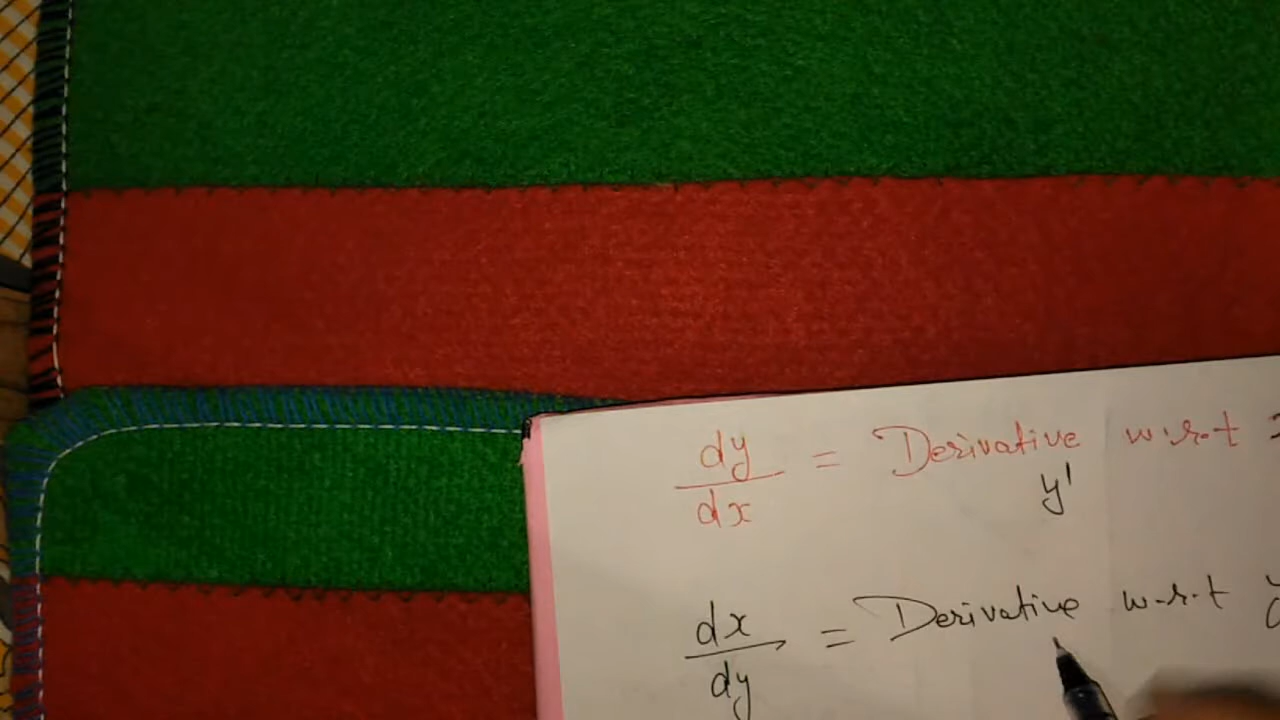 dy/dx = Derivative w.r.t
y'
dx/dy = Derivative w.r.t